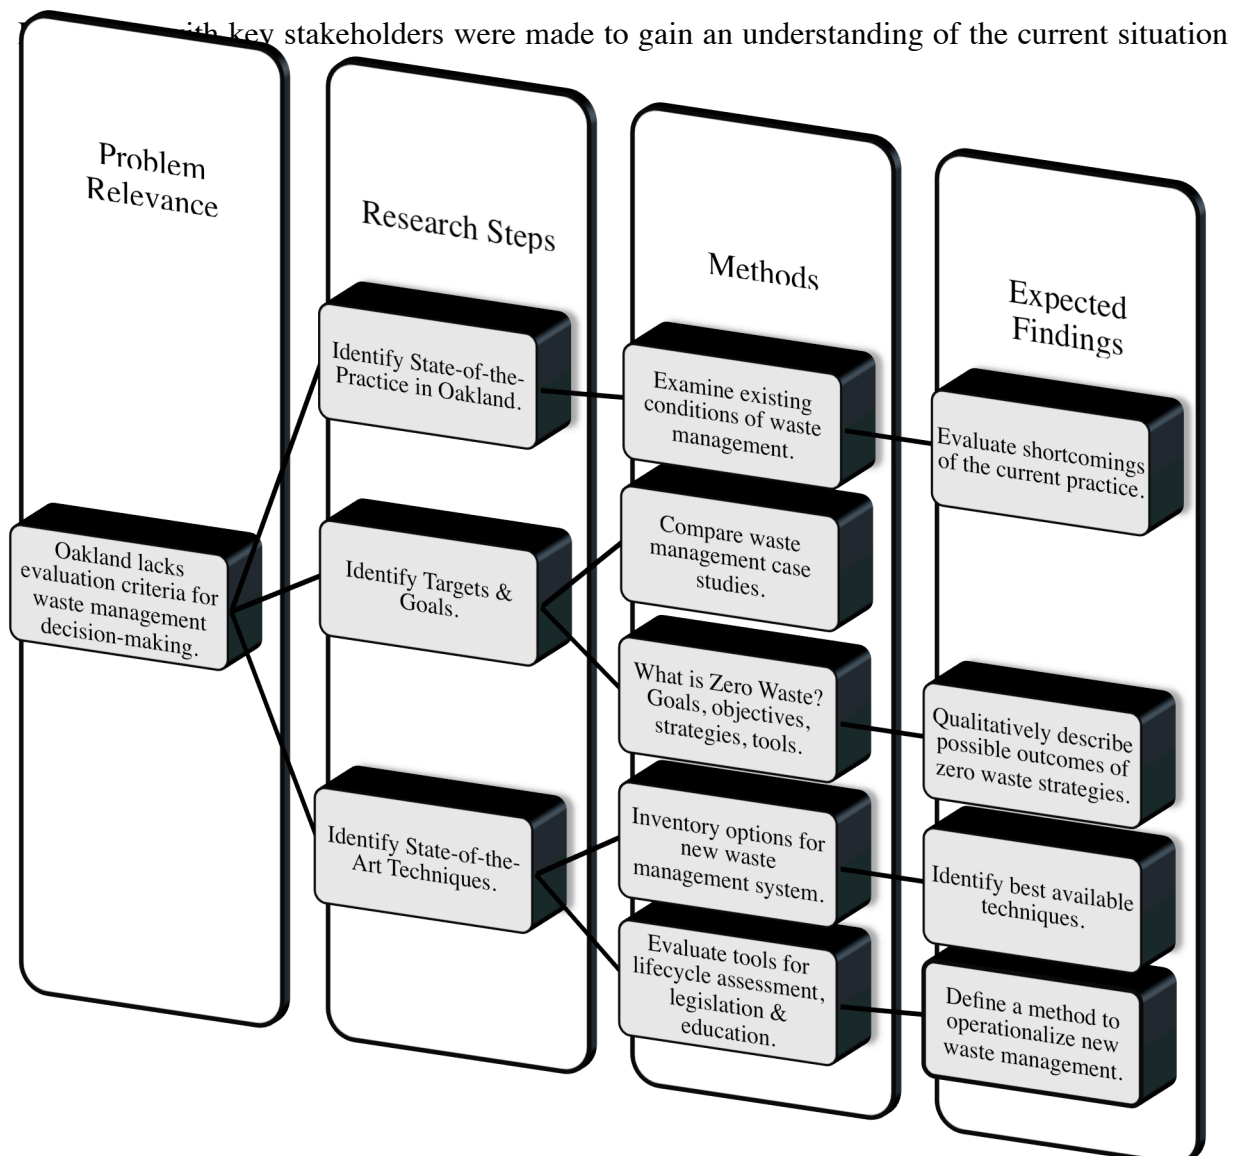 with key stakeholders were made to gain an understanding of the current situation
Problem
Relevance
Oakland lacks
evaluation criteria for
waste management
decision-making.
Research Steps
Identify State-of-the-
Practice in Oakland.
Identify Targets &
Goals.
Identify State-of-the-
Art Techniques.
Methods
Examine existing
conditions of waste
management.
Compare waste
management case
studies.
What is Zero Waste?
Goals, objectives,
strategies, tools.
Inventory options for
new waste
management system.
Evaluate tools for
lifecycle assessment,
legislation &
education.
Expected
Findings
Evaluate shortcomings
of the current practice.
Qualitatively describe
possible outcomes of
zero waste strategies.
Identify best available
techniques.
Define a method to
operationalize new
waste management.